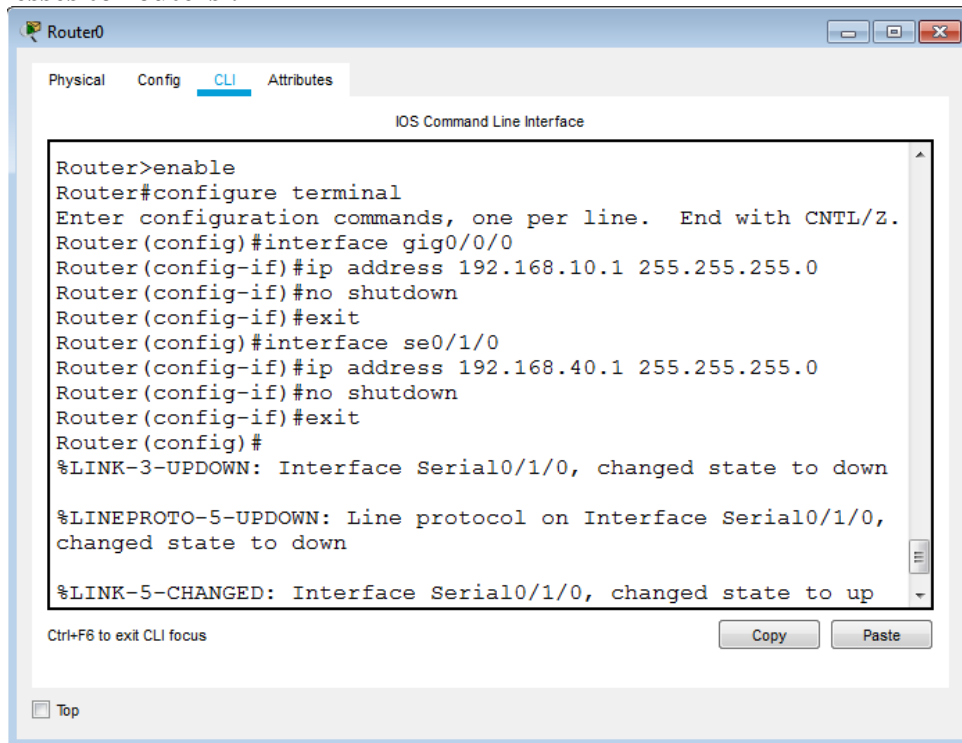 Router0
Physical Config CLI Attributes
IOS Command Line Interface
Router>enable
Router#configure terminal
Enter configuration commands, one per line.  End with CNTL/Z.
Router(config)#interface gig0/0/0
Router(config-if)#ip address 192.168.10.1 255.255.255.0
Router(config-if)#no shutdown
Router(config-if)#exit
Router(config)#interface se0/1/0
Router(config-if)#ip address 192.168.40.1 255.255.255.0
Router(config-if)#no shutdown
Router(config-if)#exit
Router(config)#
%LINK-3-UPDOWN: Interface Serial0/1/0, changed state to down
%LINEPROTO-5-UPDOWN: Line protocol on Interface Serial0/1/0,
changed state to down
%LINK-5-CHANGED: Interface Serial0/1/0, changed state to up
Ctrl+F6 to exit CLI focus
Copy Paste
Top